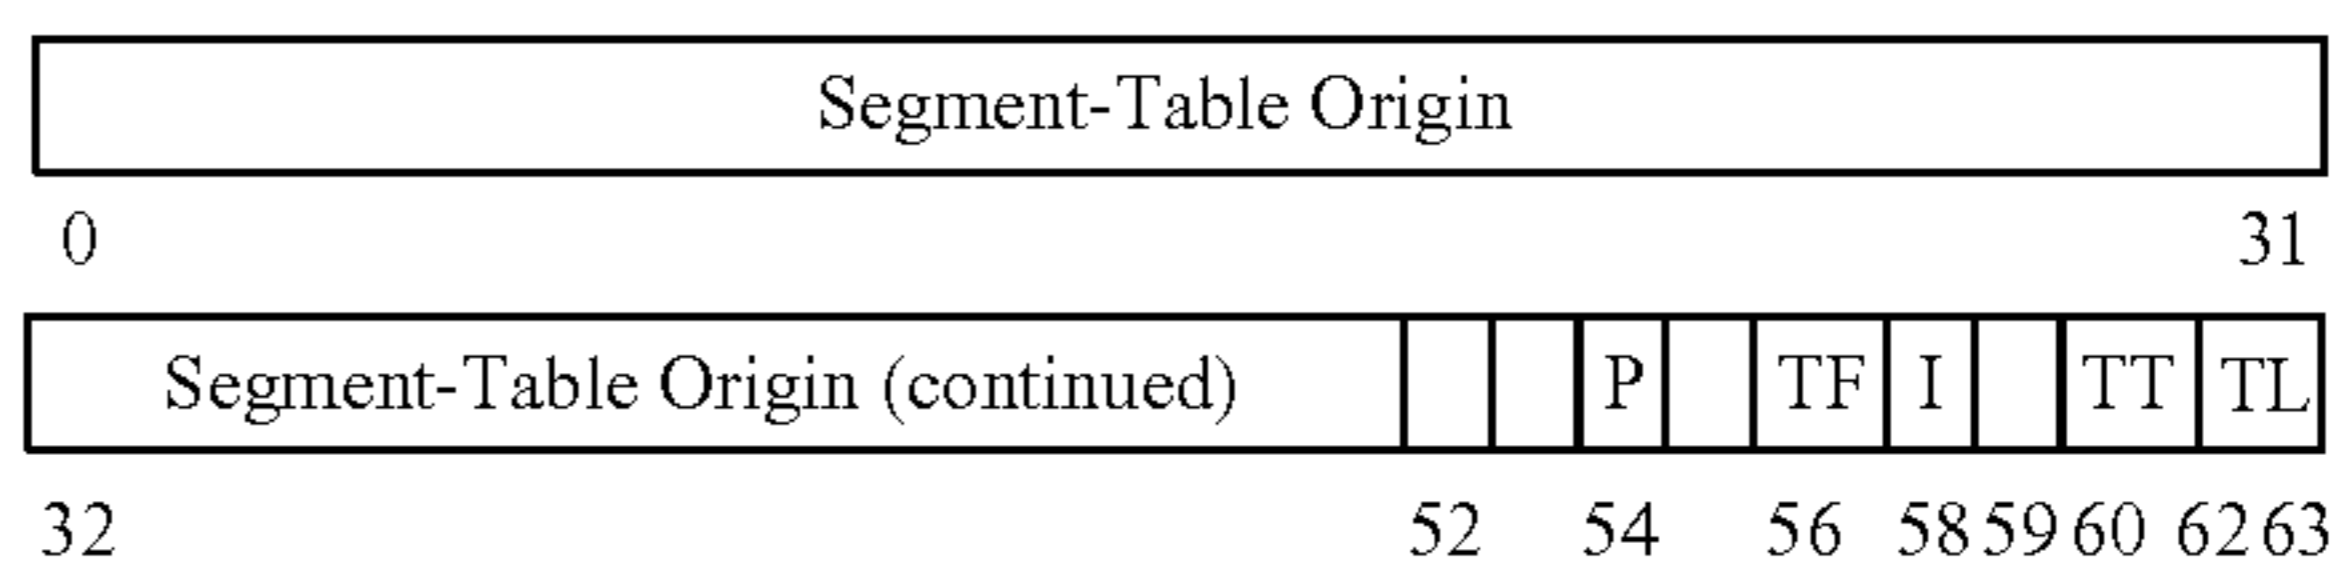 Segment-Table Origin
0 31
Segment-Table Origin (continued) P TF I TT TL
32 52 54 56 58 59 60 62 63